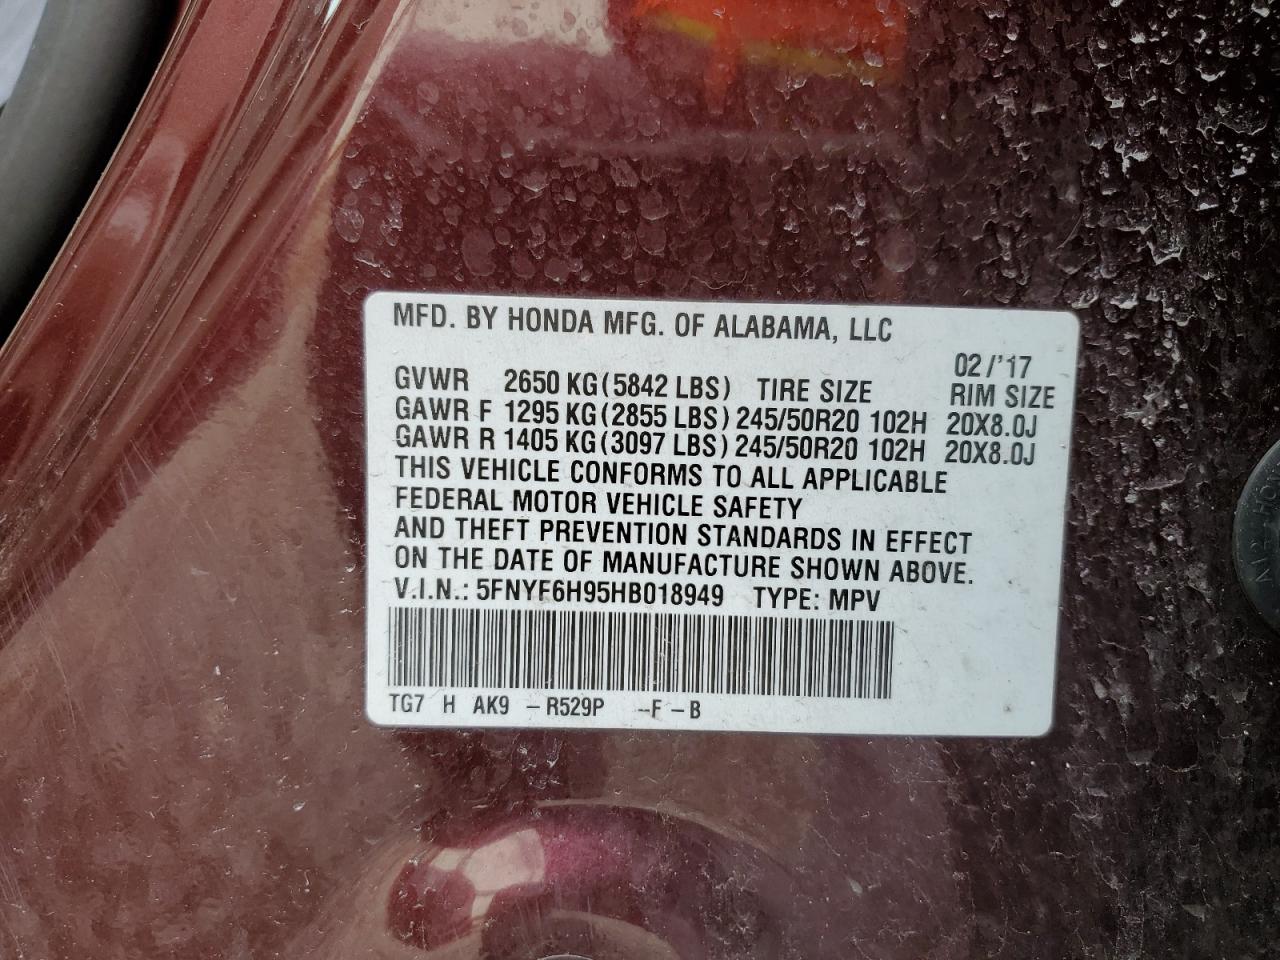 MFD. BY HONDA MFG. OF ALABAMA, LLC
02/'17
GVWR 2650 KG(5842 LBS) TIRE SIZE RIM SIZE
GAWR F 1295 KG(2855 LBS) 245/50R20 102H 20X8.0J
GAWR R 1405 KG(3097 LBS) 245/50R20 102H 20X8.0J
THIS VEHICLE CONFORMS TO ALL APPLICABLE
FEDERAL MOTOR VEHICLE SAFETY
AND THEFT PREVENTION STANDARDS IN EFFECT
ON THE DATE OF MANUFACTURE SHOWN ABOVE.
V.I.N.: 5FNYF6H95HB018949 TYPE: MPV
TG7 H AK9 -R529P -F-B